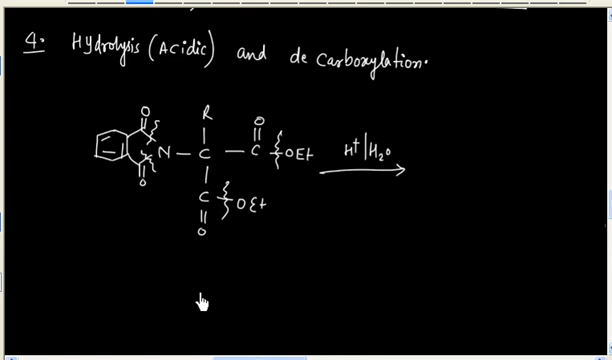 4. Hydrolysis (Acidic) and deCarboxylation.
O R O
N - C - C - OEt H+/H2O
O C - OEt
O